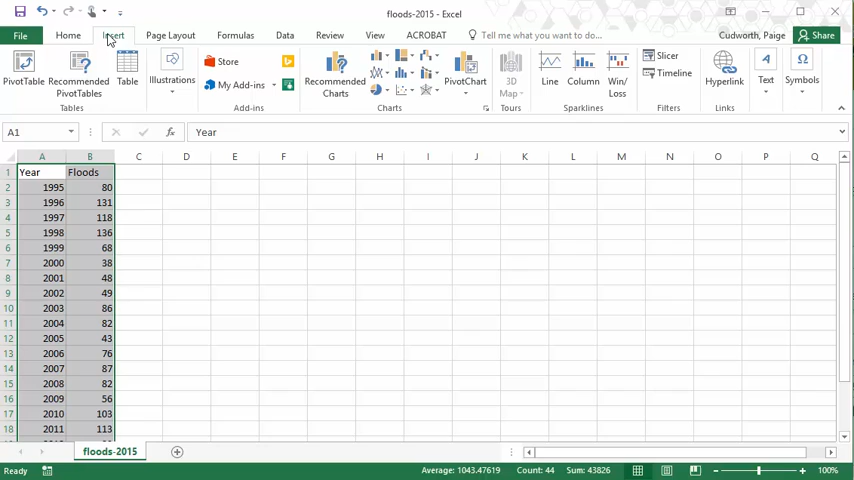 floods-2015 - Excel
File Home Insert Page Layout Formulas Data Review View ACROBAT Tell me what you want to do... Cudworth, Paige Share
PivotTable Recommended PivotTables Table Illustrations Store My Add-ins Recommended Charts PivotChart 3D Map Line Column Win/Loss Slicer Timeline Hyperlink Text Symbols
Tables Add-ins Charts Tours Sparklines Filters Links
A1 fx Year
A B C D E F G H I J K L M N O P Q
1 Year Floods
2 1995 80
3 1996 131
4 1997 118
5 1998 136
6 1999 68
7 2000 38
8 2001 48
9 2002 49
10 2003 86
11 2004 82
12 2005 43
13 2006 76
14 2007 87
15 2008 82
16 2009 56
17 2010 103
18 2011 113
floods-2015
Ready Average: 1043.47619 Count: 44 Sum: 43826 100%